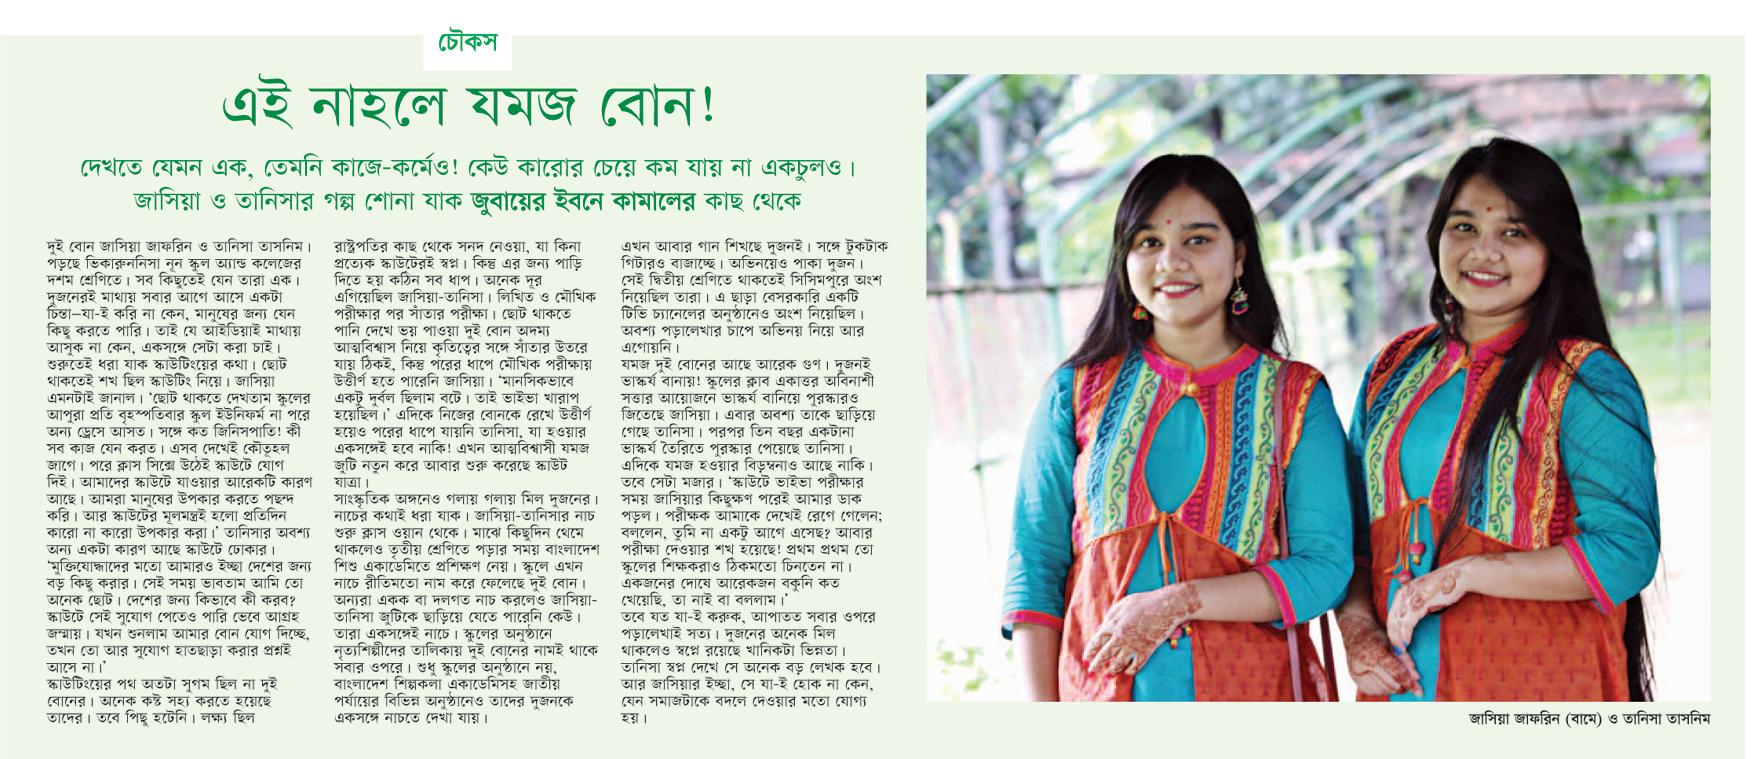 চৌকস
এই নাহলে যমজ বোন!
দেখতে যেমন এক, তেমনি কাজে-কর্মেও! কেউ কারোর চেয়ে কম যায় না একচুলও।
জাসিয়া ও তানিসার গল্প শোনা যাক জুবায়ের ইবনে কামালের কাছ থেকে
দুই বোন জাসিয়া জাফরিন ও তানিসা তাসনিম।
পড়ছে ভিকারুননিসা নূন স্কুল অ্যান্ড কলেজের
দশম শ্রেণিতে। সব কিছুতেই যেন তারা এক।
দুজনেরই মাথায় সবার আগে আসে একটা
চিন্তা—যা-ই করি না কেন, মানুষের জন্য যেন
কিছু করতে পারি। তাই যে আইডিয়াই মাথায়
আসুক না কেন, একসঙ্গে সেটা করা চাই।
শুরুতেই ধরা যাক স্কাউটিংয়ের কথা। ছোট
থাকতেই শখ ছিল স্কাউটিং নিয়ে। জাসিয়া
এমনটাই জানাল। ‘ছোট থাকতে দেখতাম স্কুলের
আপুরা প্রতি বৃহস্পতিবার স্কুল ইউনিফর্ম না পরে
অন্য ড্রেসে আসত। সঙ্গে কত জিনিসপাতি! কী
সব কাজ যেন করত। এসব দেখেই কৌতূহল
জাগে। পরে ক্লাস সিক্সে উঠেই স্কাউটে যোগ
দিই। আমাদের স্কাউটে যাওয়ার আরেকটি কারণ
আছে। আমরা মানুষের উপকার করতে পছন্দ
করি। আর স্কাউটের মূলমন্ত্রই হলো প্রতিদিন
কারো না কারো উপকার করা।’ তানিসার অবশ্য
অন্য একটা কারণ আছে স্কাউটে ঢোকার।
‘মুক্তিযোদ্ধাদের মতো আমারও ইচ্ছা দেশের জন্য
বড় কিছু করার। সেই সময় ভাবতাম আমি তো
অনেক ছোট। দেশের জন্য কিভাবে কী করব?
স্কাউটে সেই সুযোগ পেতেও পারি ভেবে আগ্রহ
জন্মায়। যখন শুনলাম আমার বোন যোগ দিচ্ছে,
তখন তো আর সুযোগ হাতছাড়া করার প্রশ্নই
আসে না।’
স্কাউটিংয়ের পথ অতটা সুগম ছিল না দুই
বোনের। অনেক কষ্ট সহ্য করতে হয়েছে
তাদের। তবে পিছু হটেনি। লক্ষ্য ছিল
রাষ্ট্রপতির কাছ থেকে সনদ নেওয়া, যা কিনা
প্রত্যেক স্কাউটেরই স্বপ্ন। কিন্তু এর জন্য পাড়ি
দিতে হয় কঠিন সব ধাপ। অনেক দূর
এগিয়েছিল জাসিয়া-তানিসা। লিখিত ও মৌখিক
পরীক্ষার পর সাঁতার পরীক্ষা। ছোট থাকতে
পানি দেখে ভয় পাওয়া দুই বোন অদম্য
আত্মবিশ্বাস নিয়ে কৃতিত্বের সঙ্গে সাঁতার উতরে
যায় ঠিকই, কিন্তু পরের ধাপে মৌখিক পরীক্ষায়
উত্তীর্ণ হতে পারেনি জাসিয়া। ‘মানসিকভাবে
একটু দুর্বল ছিলাম বটে। তাই ভাইভা খারাপ
হয়েছিল।’ এদিকে নিজের বোনকে রেখে উত্তীর্ণ
হয়েও পরের ধাপে যায়নি তানিসা, যা হওয়ার
একসঙ্গেই হবে নাকি! এখন আত্মবিশ্বাসী যমজ
জুটি নতুন করে আবার শুরু করেছে স্কাউট
যাত্রা।
সাংস্কৃতিক অঙ্গনেও গলায় গলায় মিল দুজনের।
নাচের কথাই ধরা যাক। জাসিয়া-তানিসার নাচ
শুরু ক্লাস ওয়ান থেকে। মাঝে কিছুদিন থেমে
থাকলেও তৃতীয় শ্রেণিতে পড়ার সময় বাংলাদেশ
শিশু একাডেমিতে প্রশিক্ষণ নেয়। স্কুলে এখন
নাচে রীতিমতো নাম করে ফেলেছে দুই বোন।
অন্যরা একক বা দলগত নাচ করলেও জাসিয়া-
তানিসা জুটিকে ছাড়িয়ে যেতে পারেনি কেউ।
তারা একসঙ্গেই নাচে। স্কুলের অনুষ্ঠানে
নৃত্যশিল্পীদের তালিকায় দুই বোনের নামই থাকে
সবার ওপরে। শুধু স্কুলের অনুষ্ঠানে নয়,
বাংলাদেশ শিল্পকলা একাডেমিসহ জাতীয়
পর্যায়ের বিভিন্ন অনুষ্ঠানেও তাদের দুজনকে
একসঙ্গে নাচতে দেখা যায়।
এখন আবার গান শিখছে দুজনই। সঙ্গে টুকটাক
গিটারও বাজাচ্ছে। অভিনয়েও পাকা দুজন।
সেই দ্বিতীয় শ্রেণিতে থাকতেই সিসিমপুরে অংশ
নিয়েছিল তারা। এ ছাড়া বেসরকারি একটি
টিভি চ্যানেলের অনুষ্ঠানেও অংশ নিয়েছিল।
অবশ্য পড়ালেখার চাপে অভিনয় নিয়ে আর
এগোয়নি।
যমজ দুই বোনের আছে আরেক গুণ। দুজনই
ভাস্কর্য বানায়! স্কুলের ক্লাব একাত্তর অবিনাশী
সত্তার আয়োজনে ভাস্কর্য বানিয়ে পুরস্কারও
জিতেছে জাসিয়া। এবার অবশ্য তাকে ছাড়িয়ে
গেছে তানিসা। পরপর তিন বছর একটানা
ভাস্কর্য তৈরিতে পুরস্কার পেয়েছে তানিসা।
এদিকে যমজ হওয়ার বিড়ম্বনাও আছে নাকি।
তবে সেটা মজার। ‘স্কাউটে ভাইভা পরীক্ষার
সময় জাসিয়ার কিছুক্ষণ পরেই আমার ডাক
পড়ল। পরীক্ষক আমাকে দেখেই রেগে গেলেন;
বললেন, তুমি না একটু আগে এসেছ? আবার
পরীক্ষা দেওয়ার শখ হয়েছে! প্রথম প্রথম তো
স্কুলের শিক্ষকরাও ঠিকমতো চিনতেন না।
একজনের দোষে আরেকজন বকুনি কত
খেয়েছি, তা নাই বা বললাম।’
তবে যত যা-ই করুক, আপাতত সবার ওপরে
পড়ালেখাই সত্য। দুজনের অনেক মিল
থাকলেও স্বপ্নে রয়েছে খানিকটা ভিন্নতা।
তানিসা স্বপ্ন দেখে সে অনেক বড় লেখক হবে।
আর জাসিয়ার ইচ্ছা, সে যা-ই হোক না কেন,
যেন সমাজটাকে বদলে দেওয়ার মতো যোগ্য
হয়।
জাসিয়া জাফরিন (বামে) ও তানিসা তাসনিম